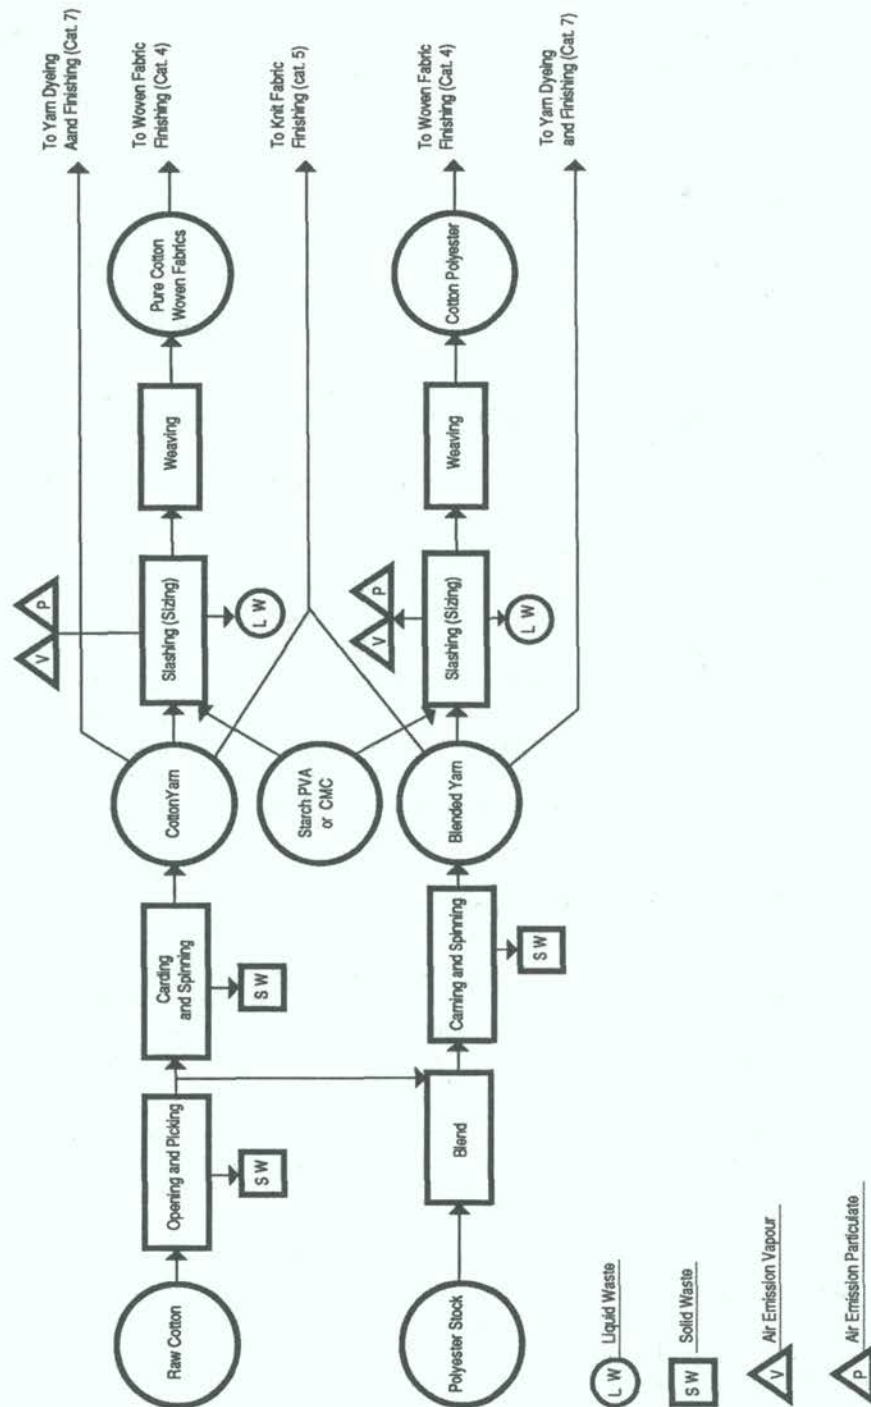 To Yarn Dyeing
Aand Finishing (Cat. 7)
To Woven Fabric
Finishing (Cat. 4)
To Knit Fabric
Finishing (cat. 5)
To Woven Fabric
Finishing (Cat. 4)
To Yarn Dyeing
and Finishing (Cat. 7)
Raw Cotton
Opening and Picking
S W
Carding
and Spinning
S W
CottonYarn
Slashing (Sizing)
V
P
L W
Weaving
Pure Cotton
Woven Fabrics
Starch PVA
or CMC
Polyester Stock
Blend
Carning and Spinning
S W
Blended Yarn
Slashing (Sizing)
V
P
L W
Weaving
Cotton Polyester
L W
Liquid Waste
S W
Solid Waste
V
Air Emission Vapour
P
Air Emission Particulate